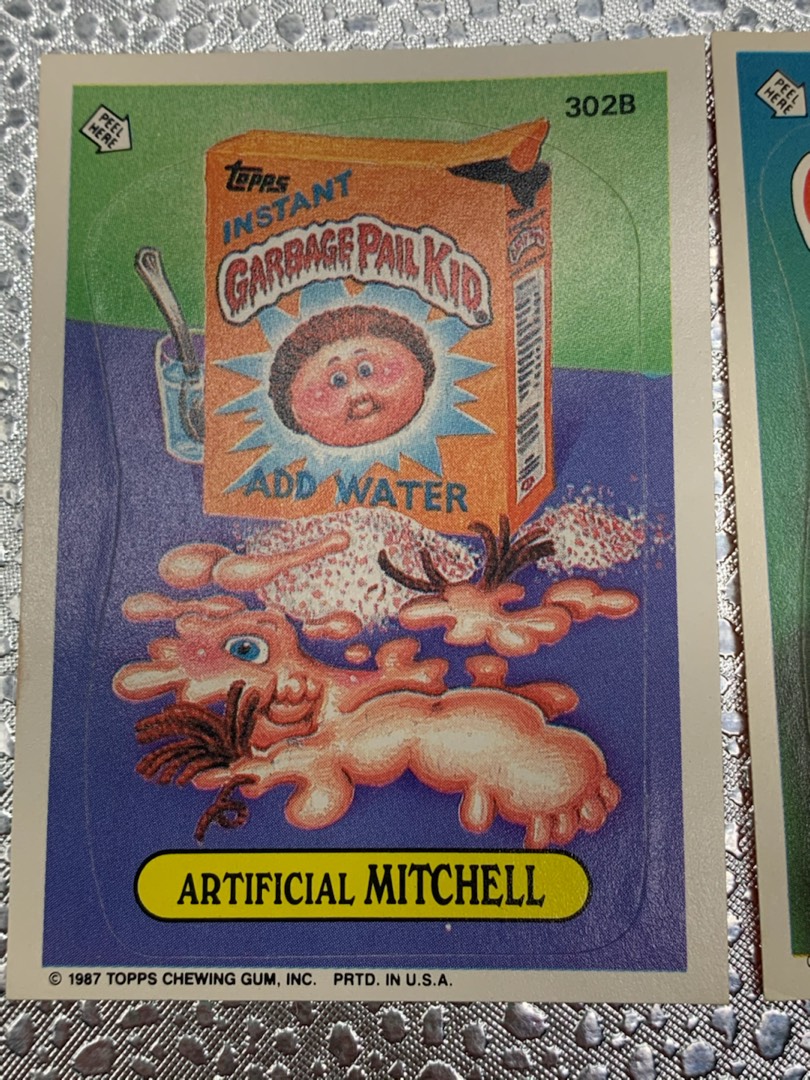 PEEL HERE
302B
PEEL HERE
TOPPS
INSTANT
GARBAGE PAIL KID
ADD WATER
ARTIFICIAL MITCHELL
© 1987 TOPPS CHEWING GUM, INC. PRTD. IN U.S.A.